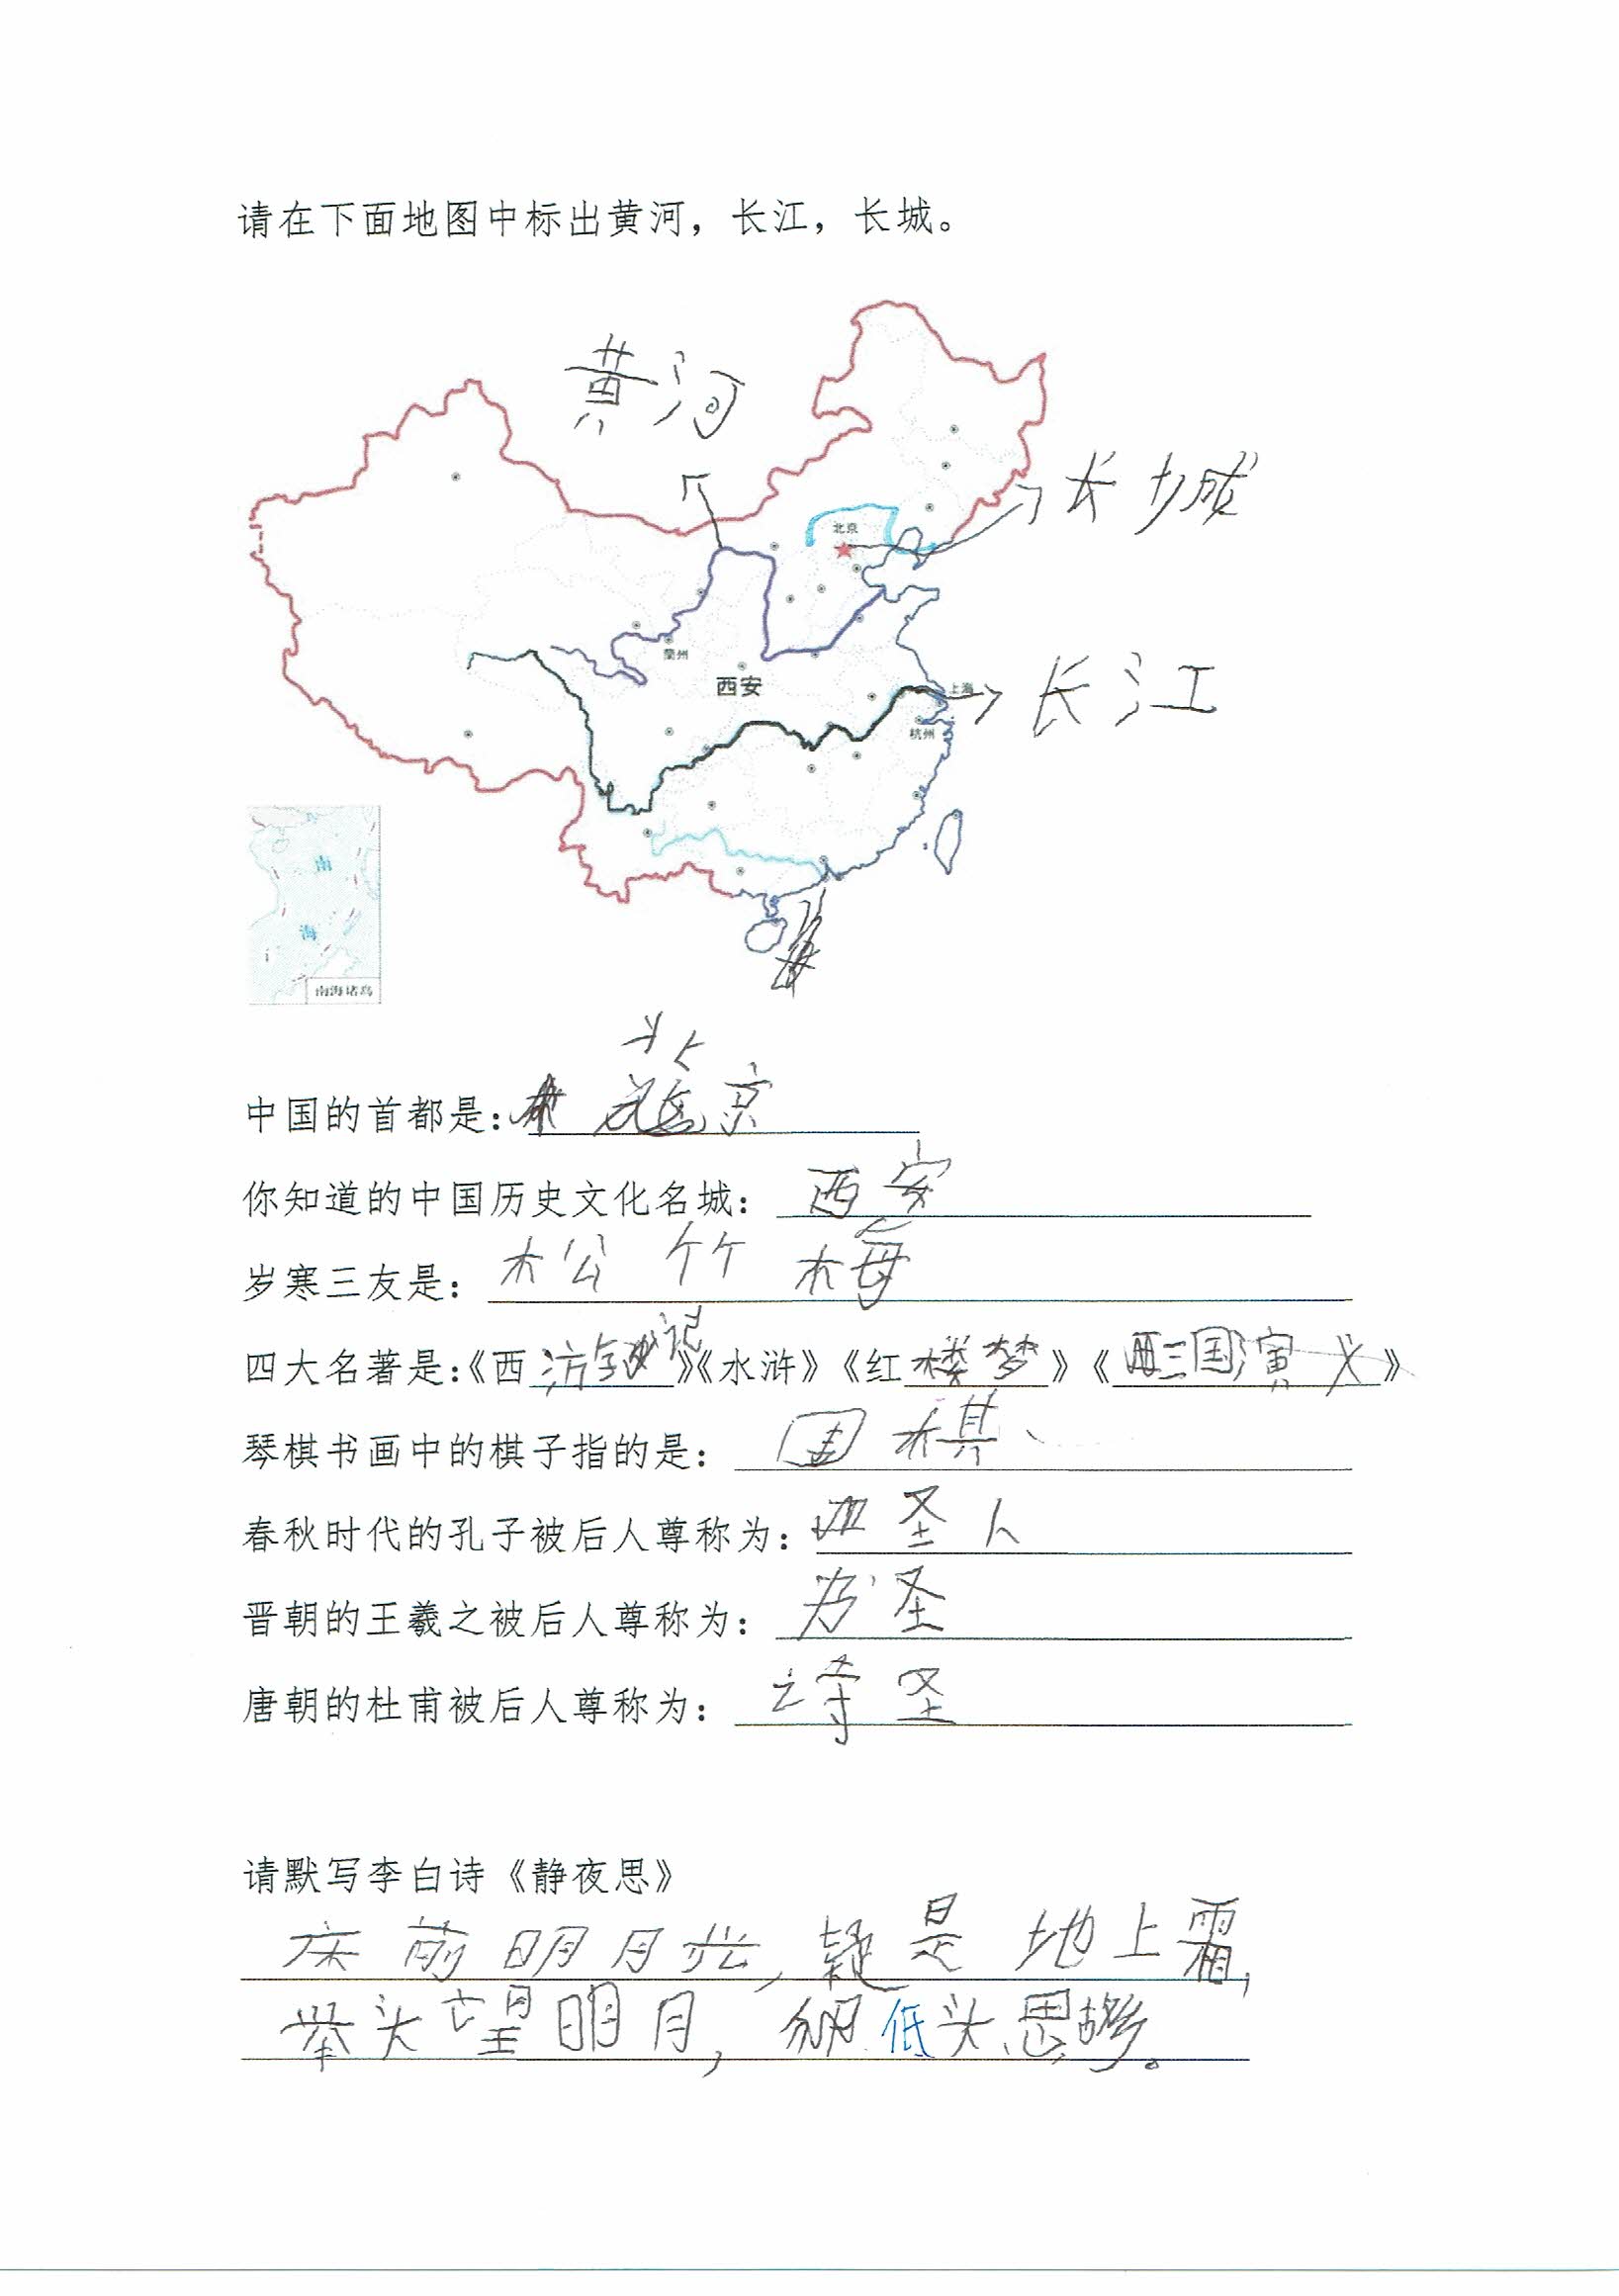 请在下面地图中标出黄河，长江，长城。
黄河
长城
北京
兰州
西安
长江
上海
杭州
南
海
南海诸岛
北
中国的首都是：京
你知道的中国历史文化名城：西安
岁寒三友是：松 竹 梅
四大名著是：《西游记》《水浒》《红楼梦》《三国演义》
琴棋书画中的棋子指的是：围棋、
春秋时代的孔子被后人尊称为：圣人
晋朝的王羲之被后人尊称为：圣
唐朝的杜甫被后人尊称为：诗圣
请默写李白诗《静夜思》
床前明月光，疑是地上霜，
举头望明月，低头思乡。